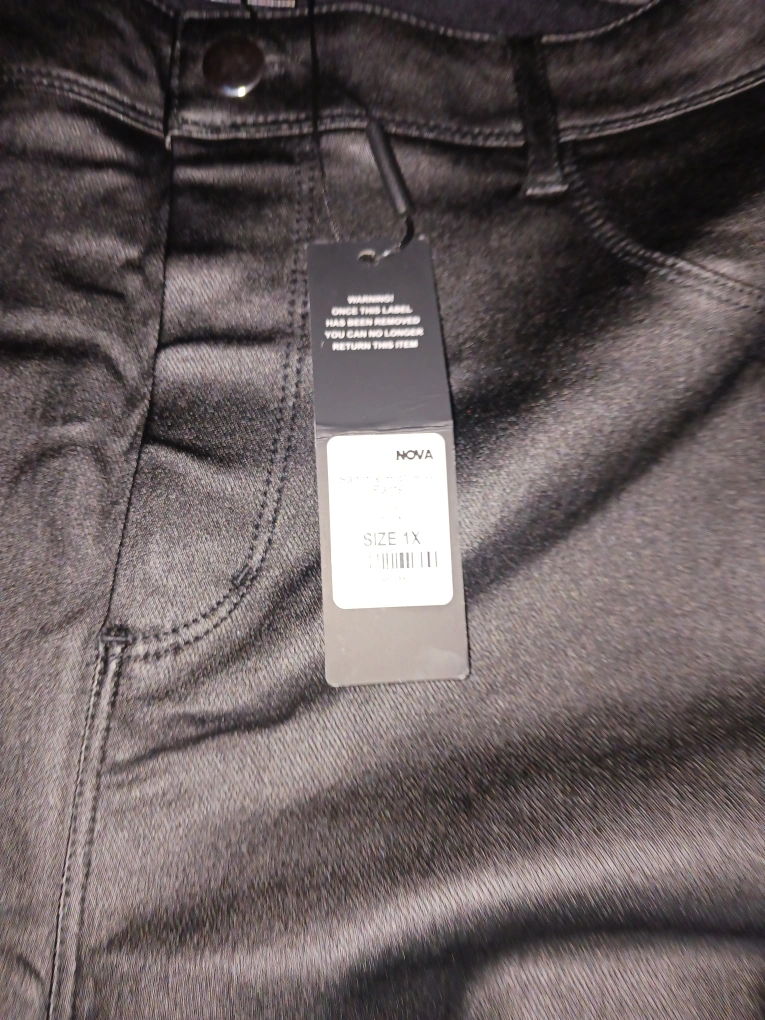 WARNING!
ONCE THIS LABEL
HAS BEEN REMOVED
YOU CAN NO LONGER
RETURN THIS ITEM
NOVA
SIZE 1X